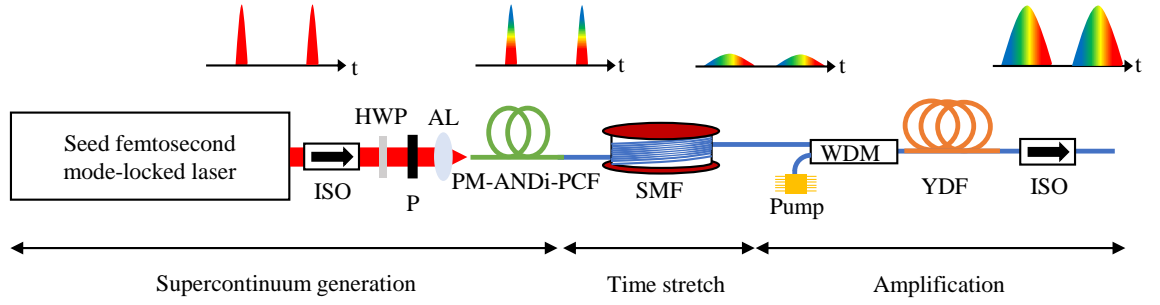 t
t
t
t
Seed femtosecond
mode-locked laser
ISO
HWP
P
AL
PM-ANDi-PCF
SMF
WDM
Pump
YDF
ISO
Supercontinuum generation
Time stretch
Amplification